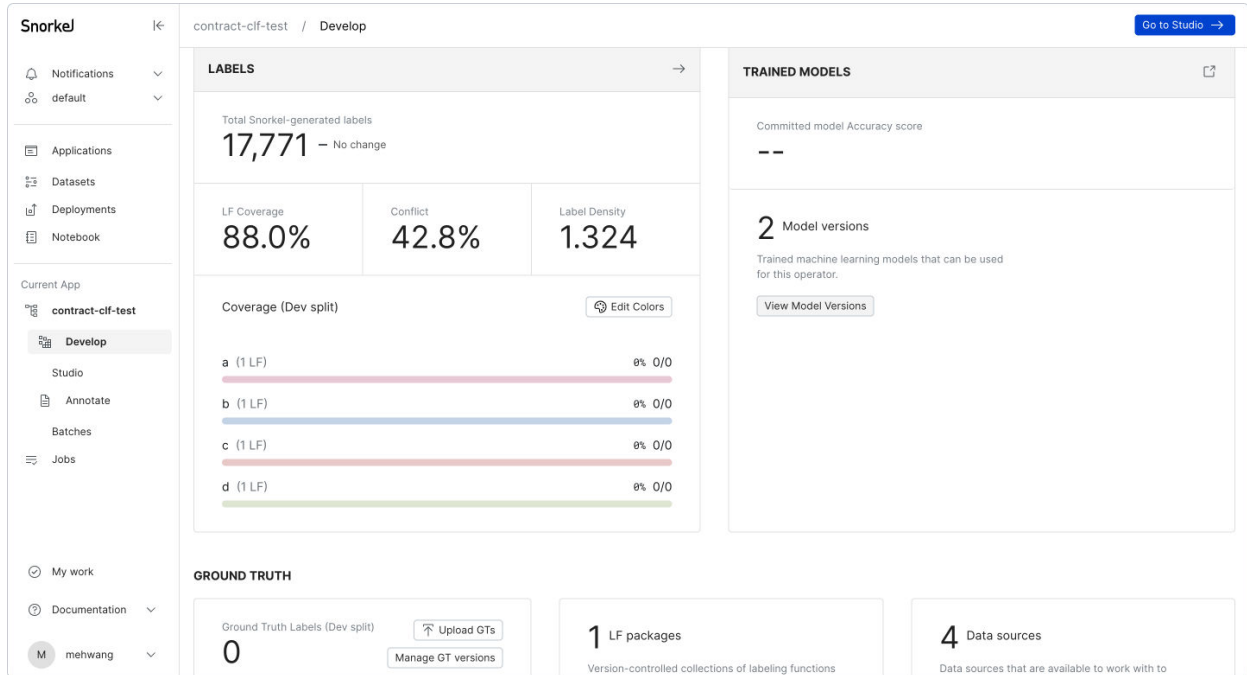 Snorkel
contract-clf-test / Develop
Go to Studio
Notifications
default
Applications
Datasets
Deployments
Notebook
Current App
contract-clf-test
Develop
Studio
Annotate
Batches
Jobs
My work
Documentation
M mehwang
LABELS
Total Snorkel-generated labels
17,771 – No change
LF Coverage
88.0%
Conflict
42.8%
Label Density
1.324
Coverage (Dev split)
Edit Colors
a (1 LF) 0% 0/0
b (1 LF) 0% 0/0
c (1 LF) 0% 0/0
d (1 LF) 0% 0/0
TRAINED MODELS
Committed model Accuracy score
--
2 Model versions
Trained machine learning models that can be used
for this operator.
View Model Versions
GROUND TRUTH
Ground Truth Labels (Dev split)
0
Upload GTs
Manage GT versions
1 LF packages
Version-controlled collections of labeling functions
4 Data sources
Data sources that are available to work with to